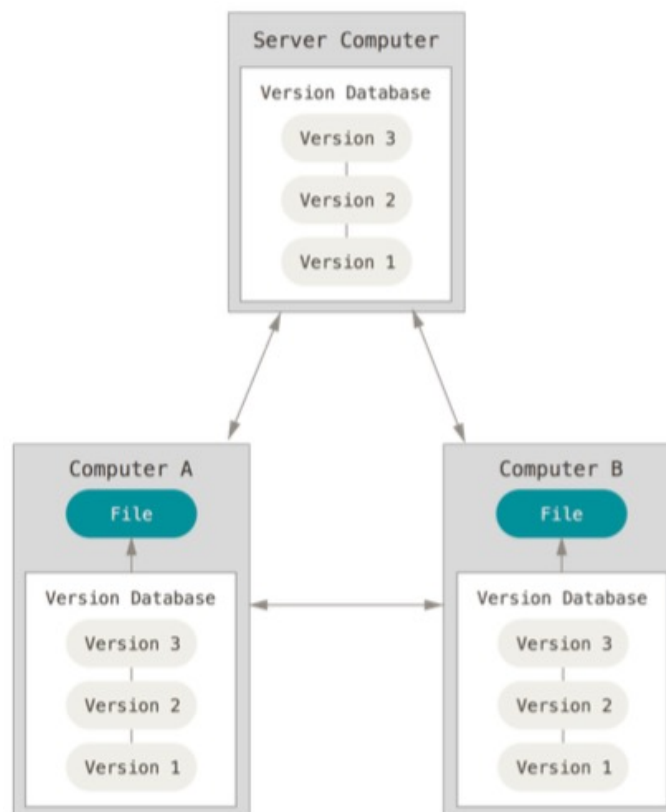 Server Computer
Version Database
Version 3
Version 2
Version 1
Computer A
File
Version Database
Version 3
Version 2
Version 1
Computer B
File
Version Database
Version 3
Version 2
Version 1